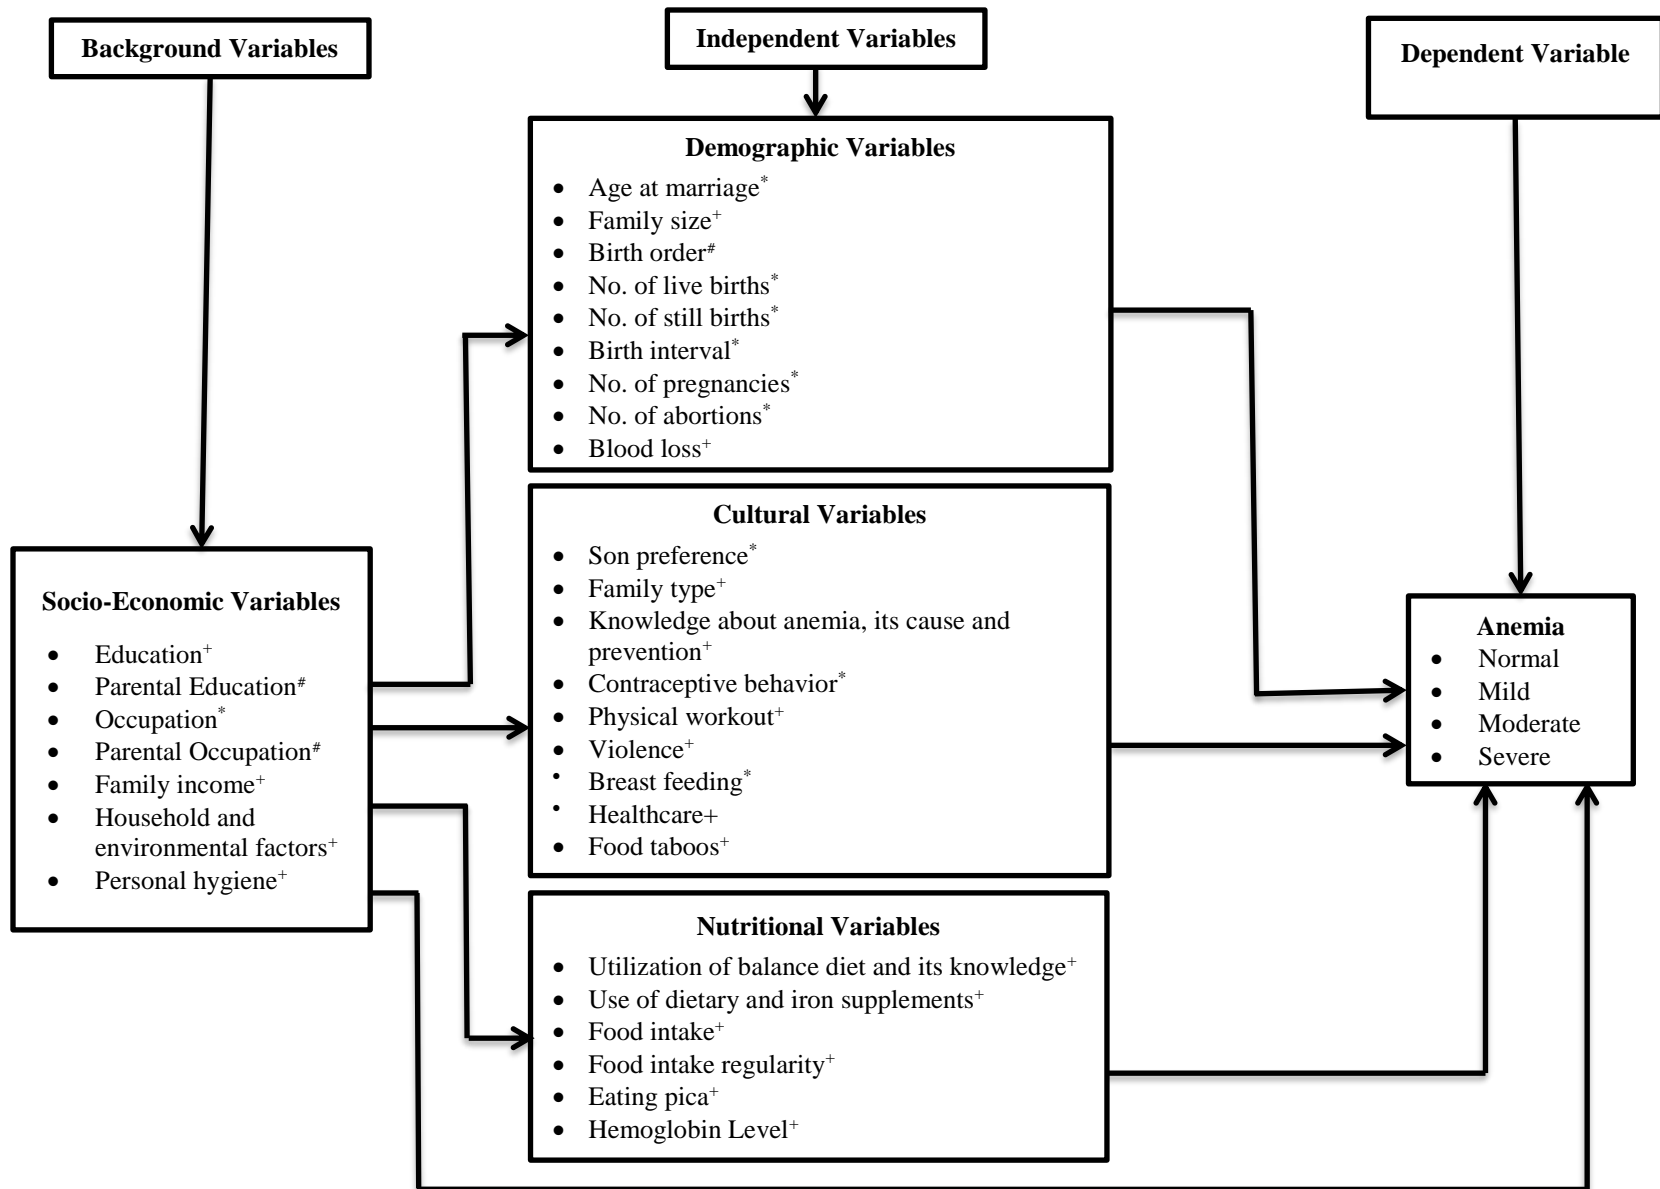 Background Variables
Independent Variables
Dependent Variable
Demographic Variables
• Age at marriage*
• Family size+
• Birth order#
• No. of live births*
• No. of still births*
• Birth interval*
• No. of pregnancies*
• No. of abortions*
• Blood loss+
Socio-Economic Variables
• Education+
• Parental Education#
• Occupation*
• Parental Occupation#
• Family income+
• Household and
environmental factors+
• Personal hygiene+
Cultural Variables
• Son preference*
• Family type+
• Knowledge about anemia, its cause and
prevention+
• Contraceptive behavior*
• Physical workout+
• Violence+
• Breast feeding*
• Healthcare+
• Food taboos+
Nutritional Variables
• Utilization of balance diet and its knowledge+
• Use of dietary and iron supplements+
• Food intake+
• Food intake regularity+
• Eating pica+
• Hemoglobin Level+
Anemia
• Normal
• Mild
• Moderate
• Severe